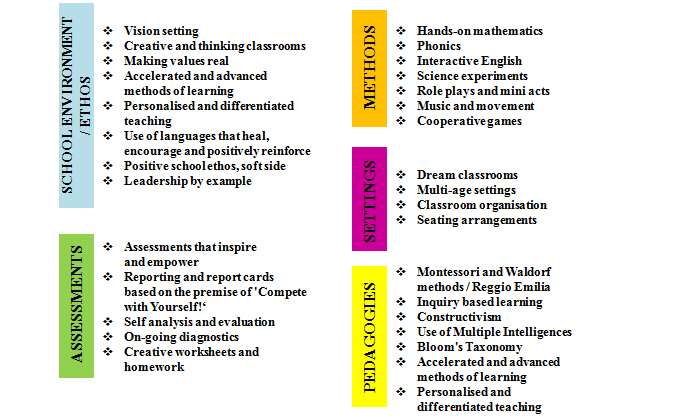 SCHOOL ENVIRONMENT
/ ETHOS
❖ Vision setting
❖ Creative and thinking classrooms
❖ Making values real
❖ Accelerated and advanced
methods of learning
❖ Personalised and differentiated
teaching
❖ Use of languages that heal,
encourage and positively reinforce
❖ Positive school ethos, soft side
❖ Leadership by example
ASSESSMENTS
❖ Assessments that inspire
and empower
❖ Reporting and report cards
based on the premise of 'Compete
with Yourself!‘
❖ Self analysis and evaluation
❖ On-going diagnostics
❖ Creative worksheets and
homework
METHODS
❖ Hands-on mathematics
❖ Phonics
❖ Interactive English
❖ Science experiments
❖ Role plays and mini acts
❖ Music and movement
❖ Cooperative games
SETTINGS
❖ Dream classrooms
❖ Multi-age settings
❖ Classroom organisation
❖ Seating arrangements
PEDAGOGIES
❖ Montessori and Waldorf
methods / Reggio Emilia
❖ Inquiry based learning
❖ Constructivism
❖ Use of Multiple Intelligences
❖ Bloom's Taxonomy
❖ Accelerated and advanced
methods of learning
❖ Personalised and
differentiated teaching